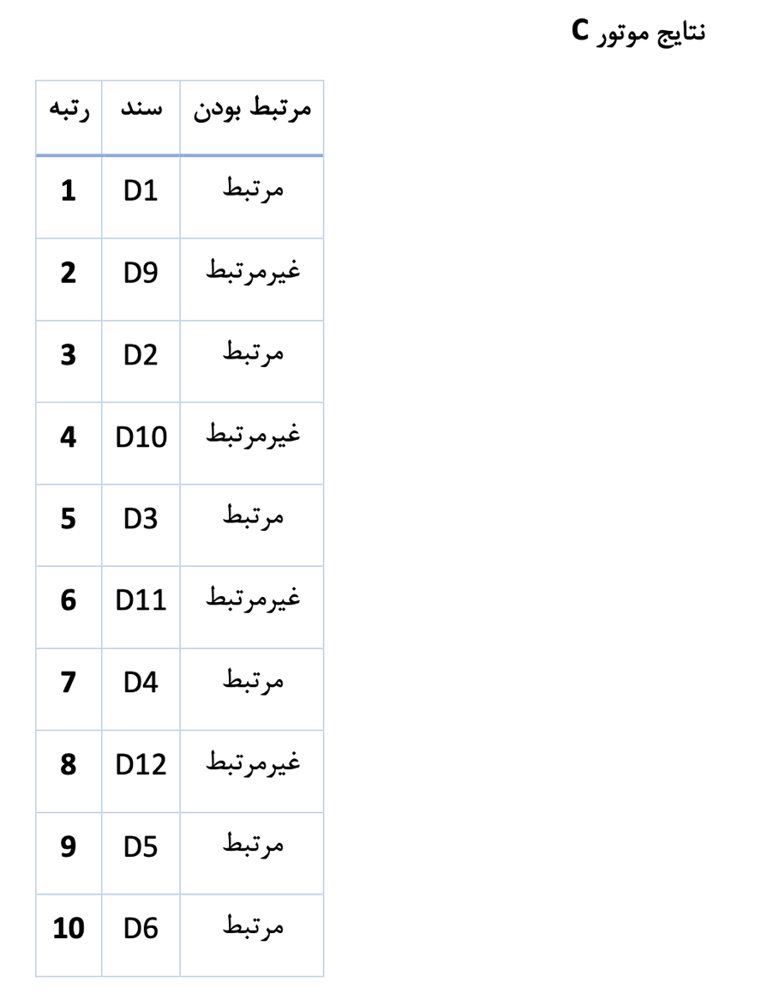 نتایج موتور C
رتبه سند مرتبط بودن
1 D1 مرتبط
2 D9 غیرمرتبط
3 D2 مرتبط
4 D10 غیرمرتبط
5 D3 مرتبط
6 D11 غیرمرتبط
7 D4 مرتبط
8 D12 غیرمرتبط
9 D5 مرتبط
10 D6 مرتبط